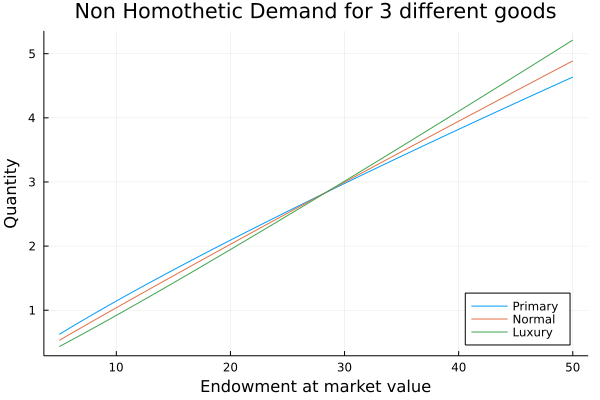 Non Homothetic Demand for 3 different goods
Quantity
5
4
3
2
1
10 20 30 40 50
Endowment at market value
Primary
Normal
Luxury